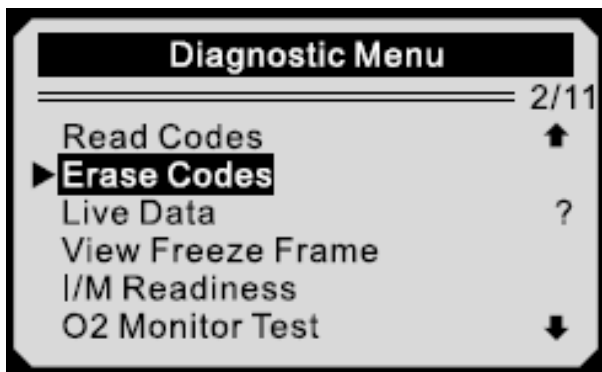 Diagnostic Menu
2/11
Read Codes
Erase Codes
Live Data ?
View Freeze Frame
I/M Readiness
O2 Monitor Test